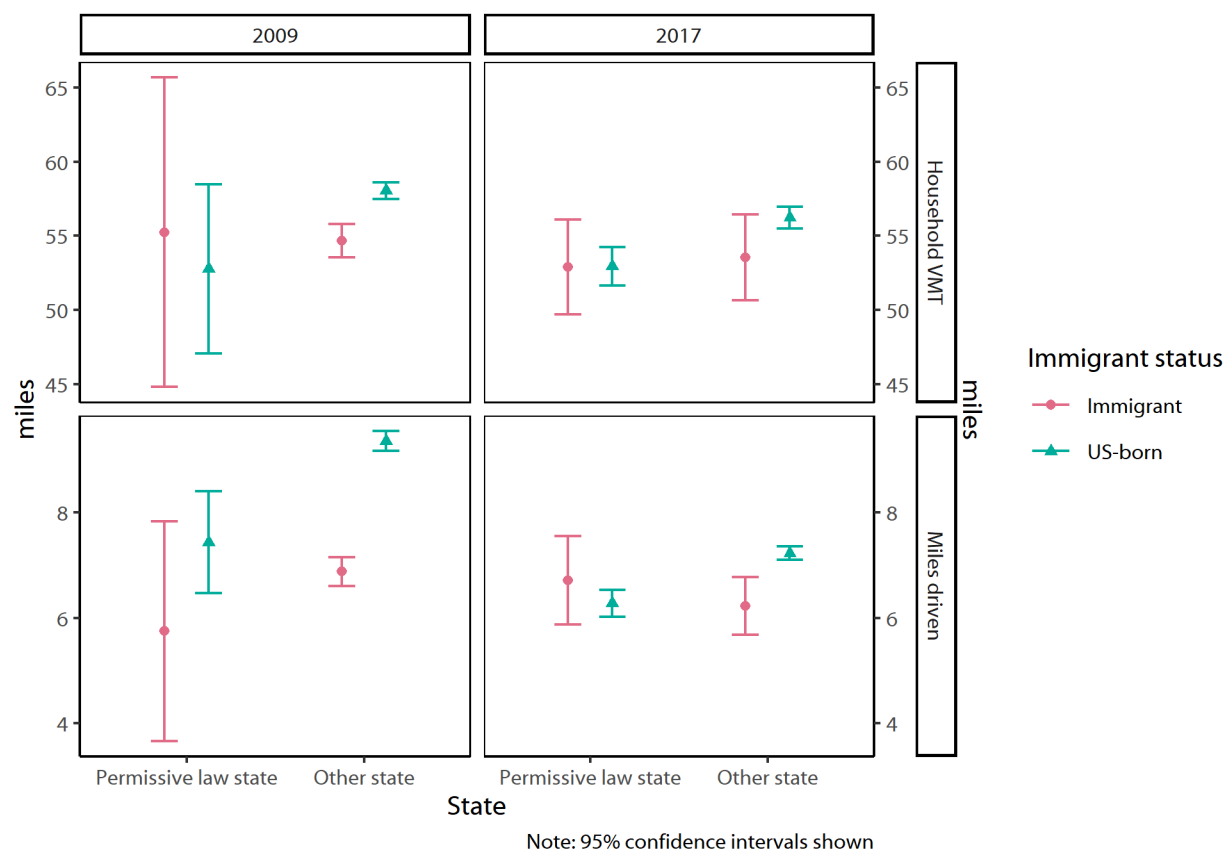 2009
2017
65
60
55
50
45
65
60
55
50
45
Household VMT
miles
miles
8
6
4
8
6
4
Miles driven
Permissive law state
Other state
Permissive law state
Other state
State
Note: 95% confidence intervals shown
Immigrant status
Immigrant
US-born